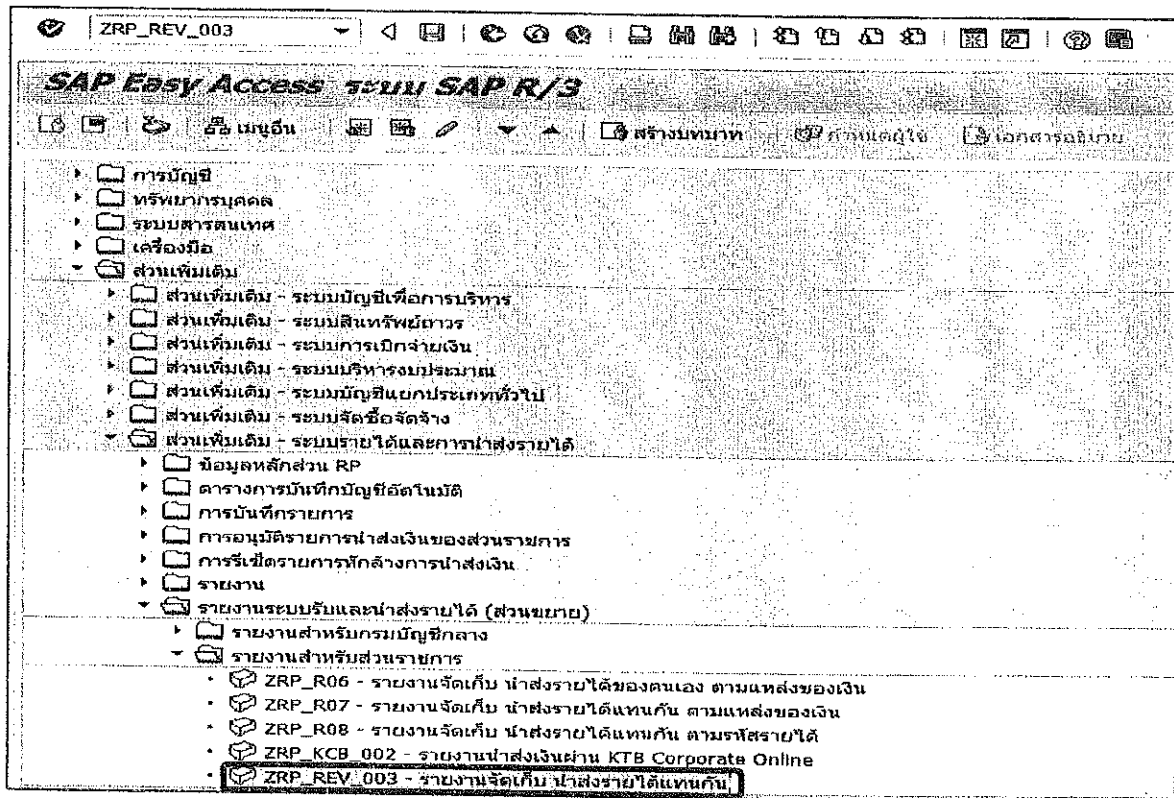 ZRP_REV_003
SAP Easy Access ระบบ SAP R/3
เมนูอื่น สร้างบทบาท กำหนดผู้ใช้ เอกสารอธิบาย
การบัญชี
ทรัพยากรบุคคล
ระบบสารสนเทศ
เครื่องมือ
ส่วนเพิ่มเติม
ส่วนเพิ่มเติม - ระบบบัญชีเพื่อการบริหาร
ส่วนเพิ่มเติม - ระบบสินทรัพย์ถาวร
ส่วนเพิ่มเติม - ระบบการเบิกจ่ายเงิน
ส่วนเพิ่มเติม - ระบบบริหารงบประมาณ
ส่วนเพิ่มเติม - ระบบบัญชีแยกประเภททั่วไป
ส่วนเพิ่มเติม - ระบบจัดซื้อจัดจ้าง
ส่วนเพิ่มเติม - ระบบรายได้และการนำส่งรายได้
ข้อมูลหลักส่วน RP
ตารางการบันทึกบัญชีอัตโนมัติ
การบันทึกรายการ
การอนุมัติรายการนำส่งเงินของส่วนราชการ
การรีเซ็ตรายการหักล้างการนำส่งเงิน
รายงาน
รายงานระบบรับและนำส่งรายได้ (ส่วนขยาย)
รายงานสำหรับกรมบัญชีกลาง
รายงานสำหรับส่วนราชการ
ZRP_R06 - รายงานจัดเก็บ นำส่งรายได้ของตนเอง ตามแหล่งของเงิน
ZRP_R07 - รายงานจัดเก็บ นำส่งรายได้แทนกัน ตามแหล่งของเงิน
ZRP_R08 - รายงานจัดเก็บ นำส่งรายได้แทนกัน ตามรหัสรายได้
ZRP_KCB_002 - รายงานนำส่งเงินผ่าน KTB Corporate Online
ZRP_REV_003 - รายงานจัดเก็บ นำส่งรายได้แทนกัน